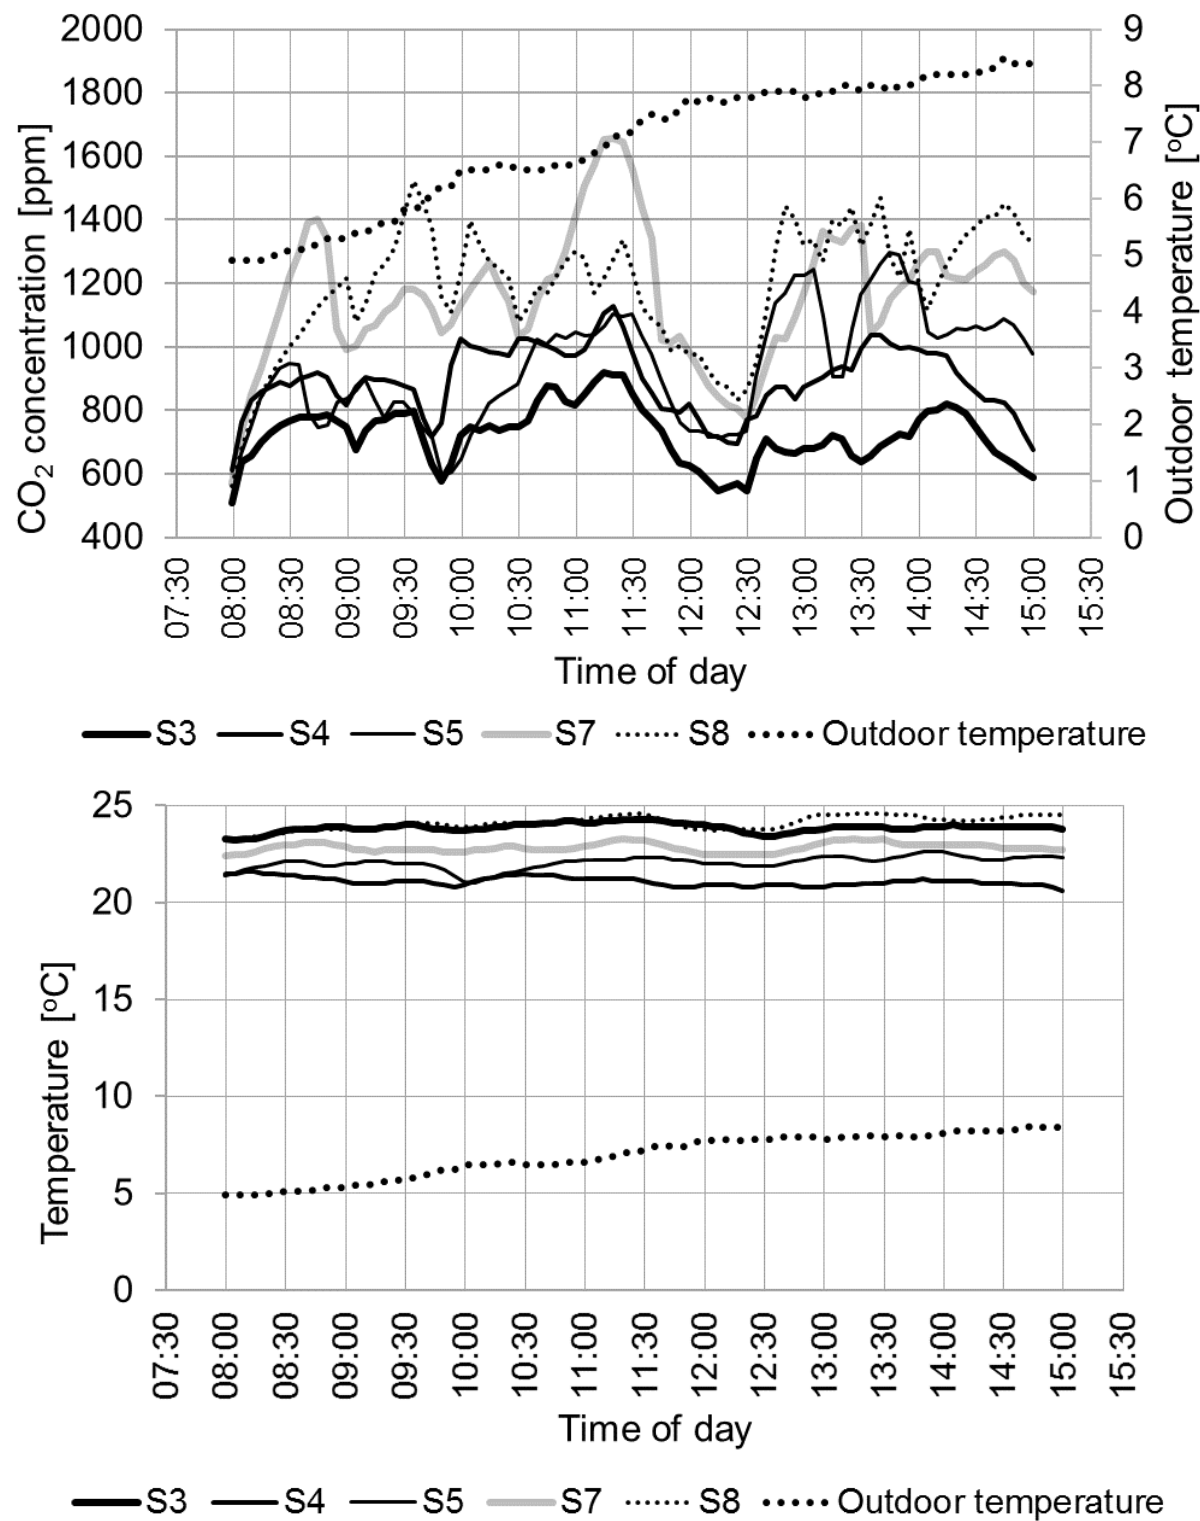 2000
1800
1600
1400
1200
1000
800
600
400
CO2 concentration [ppm]
9
8
7
6
5
4
3
2
1
0
Outdoor temperature [oC]
07:30 08:00 08:30 09:00 09:30 10:00 10:30 11:00 11:30 12:00 12:30 13:00 13:30 14:00 14:30 15:00 15:30
Time of day
S3 S4 S5 S7 S8 Outdoor temperature
25
20
15
10
5
0
Temperature [oC]
07:30 08:00 08:30 09:00 09:30 10:00 10:30 11:00 11:30 12:00 12:30 13:00 13:30 14:00 14:30 15:00 15:30
Time of day
S3 S4 S5 S7 S8 Outdoor temperature